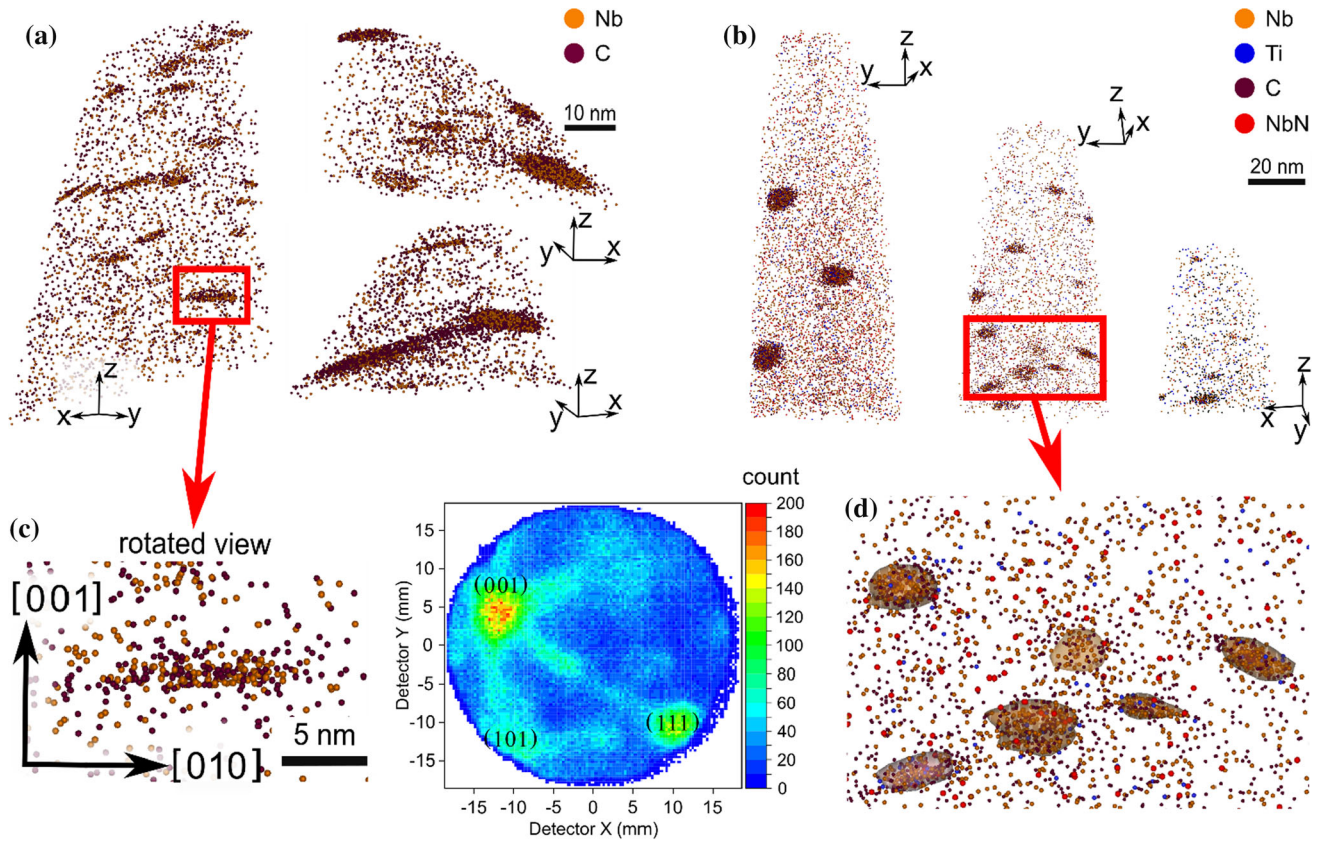 (a)
Nb
C
10 nm
z
x
y
z
y
x
z
y
x
(b)
Nb
Ti
C
NbN
20 nm
z
y
x
z
y
x
z
x
y
(c)
rotated view
[001]
[010]
5 nm
count
200
180
160
140
120
100
80
60
40
20
0
(001)
(101)
(111)
15
10
5
0
-5
-10
-15
Detector Y (mm)
-15
-10
-5
0
5
10
15
Detector X (mm)
(d)